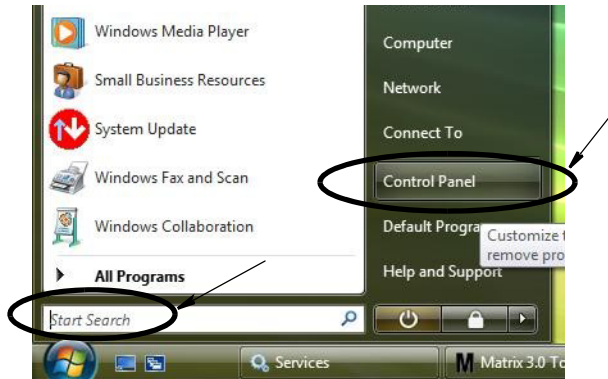 Windows Media Player
Small Business Resources
System Update
Windows Fax and Scan
Windows Collaboration
All Programs
Start Search
Computer
Network
Connect To
Control Panel
Default Progra
Customize
remove pro
Help and Support
Services
Matrix 3.0 To